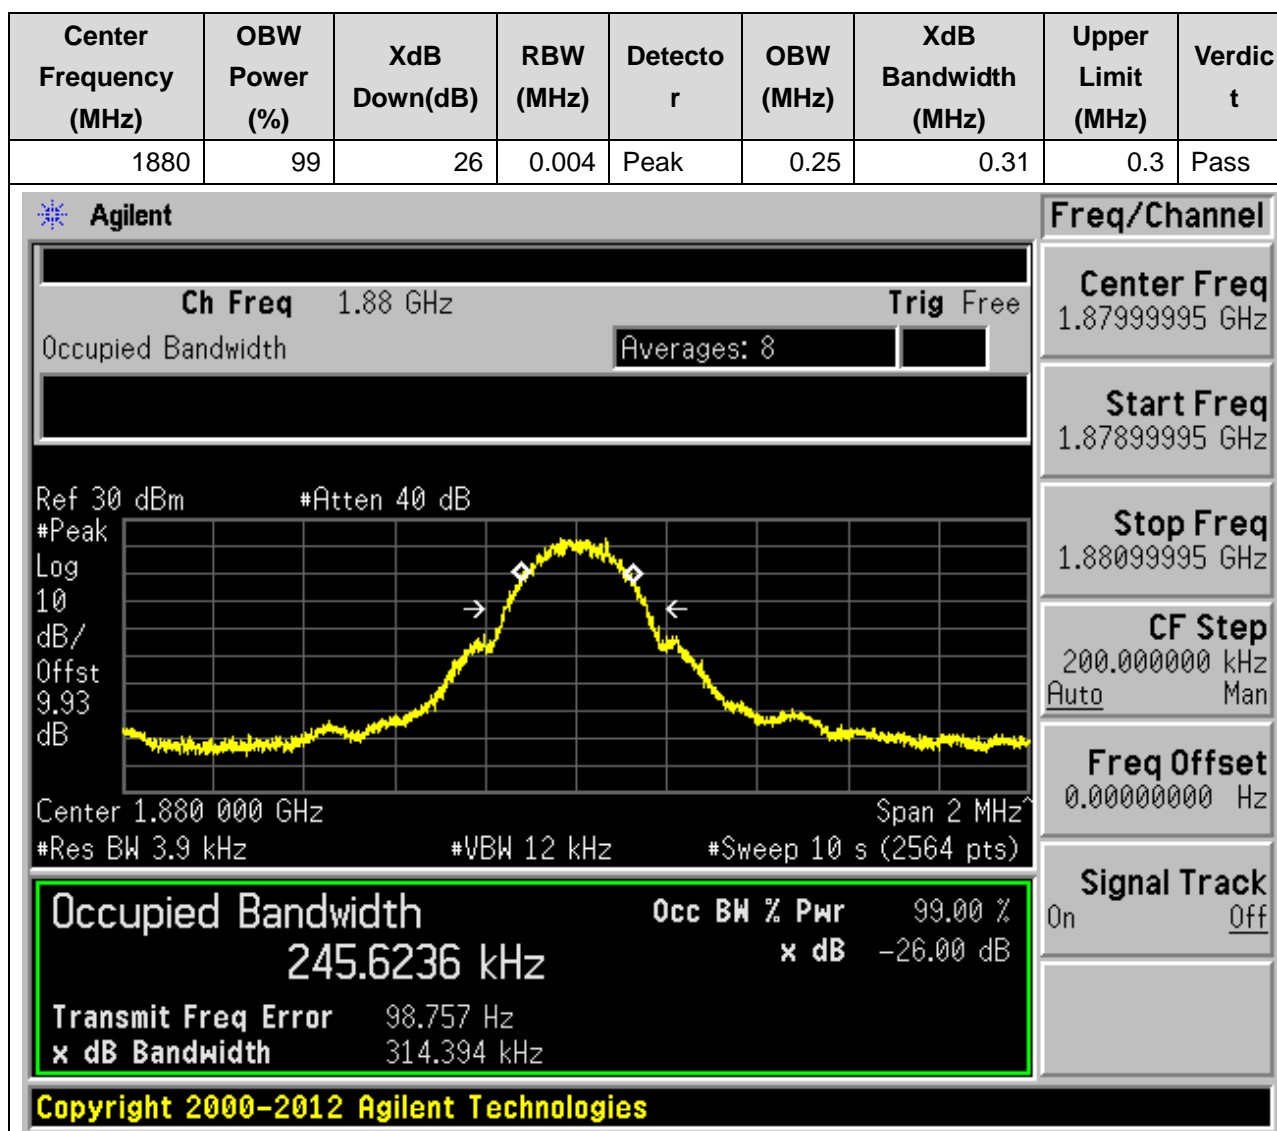 Center Frequency (MHz) OBW Power (%) XdB Down(dB) RBW (MHz) Detecto r OBW (MHz) XdB Bandwidth (MHz) Upper Limit (MHz) Verdic t
1880 99 26 0.004 Peak 0.25 0.31 0.3 Pass
Agilent
Freq/Channel
Ch Freq 1.88 GHz Trig Free
Occupied Bandwidth Averages: 8
Center Freq
1.87999995 GHz
Start Freq
1.87899995 GHz
Stop Freq
1.88099995 GHz
CF Step
200.000000 kHz
Auto Man
Freq Offset
0.00000000 Hz
Signal Track
On Off
Ref 30 dBm #Atten 40 dB
#Peak
Log
10
dB/
Offst
9.93
dB
Center 1.880 000 GHz Span 2 MHz^
#Res BW 3.9 kHz #VBW 12 kHz #Sweep 10 s (2564 pts)
Occupied Bandwidth Occ BW % Pwr 99.00 %
245.6236 kHz x dB -26.00 dB
Transmit Freq Error 98.757 Hz
x dB Bandwidth 314.394 kHz
Copyright 2000-2012 Agilent Technologies